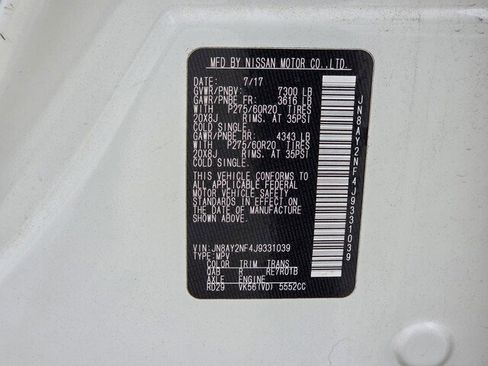 MFD BY NISSAN MOTOR CO.,LTD.
DATE: 7/17
GVWR/PNBV: 7300 LB
GAWR/PNBE FR: 3616 LB
WITH P275/60R20 TIRES
20X8J RIMS. AT 35PSI
COLD SINGLE.
GAWR/PNBE RR: 4343 LB
WITH P275/60R20 TIRES
20X8J RIMS. AT 35PSI
COLD SINGLE.
THIS VEHICLE CONFORMS TO
ALL APPLICABLE FEDERAL
MOTOR VEHICLE SAFETY
STANDARDS IN EFFECT
ON THE DATE OF MANUFACTURE
SHOWN ABOVE.
VIN:JN8AY2NF4J9331039
TYPE:MPV
COLOR TRIM TRANS
QAB R RE7R01B
AXLE ENGINE
RD29 VK56(VD) 5552CC
JN8AY2NF4J9331039